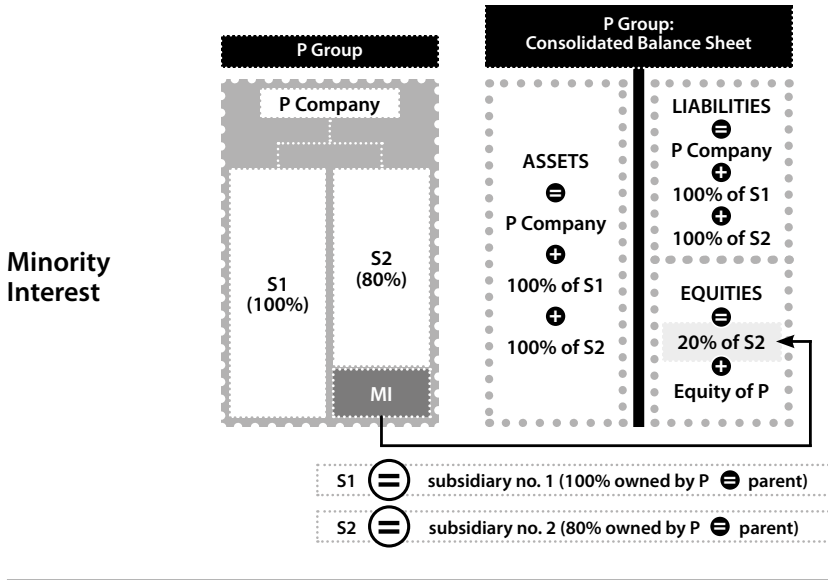 Minority
Interest
P Group
P Company
S1
(100%)
S2
(80%)
MI
P Group:
Consolidated Balance Sheet
ASSETS
=
P Company
+
100% of S1
+
100% of S2
LIABILITIES
=
P Company
+
100% of S1
+
100% of S2
EQUITIES
=
20% of S2
+
Equity of P
S1 = subsidiary no. 1 (100% owned by P = parent)
S2 = subsidiary no. 2 (80% owned by P = parent)